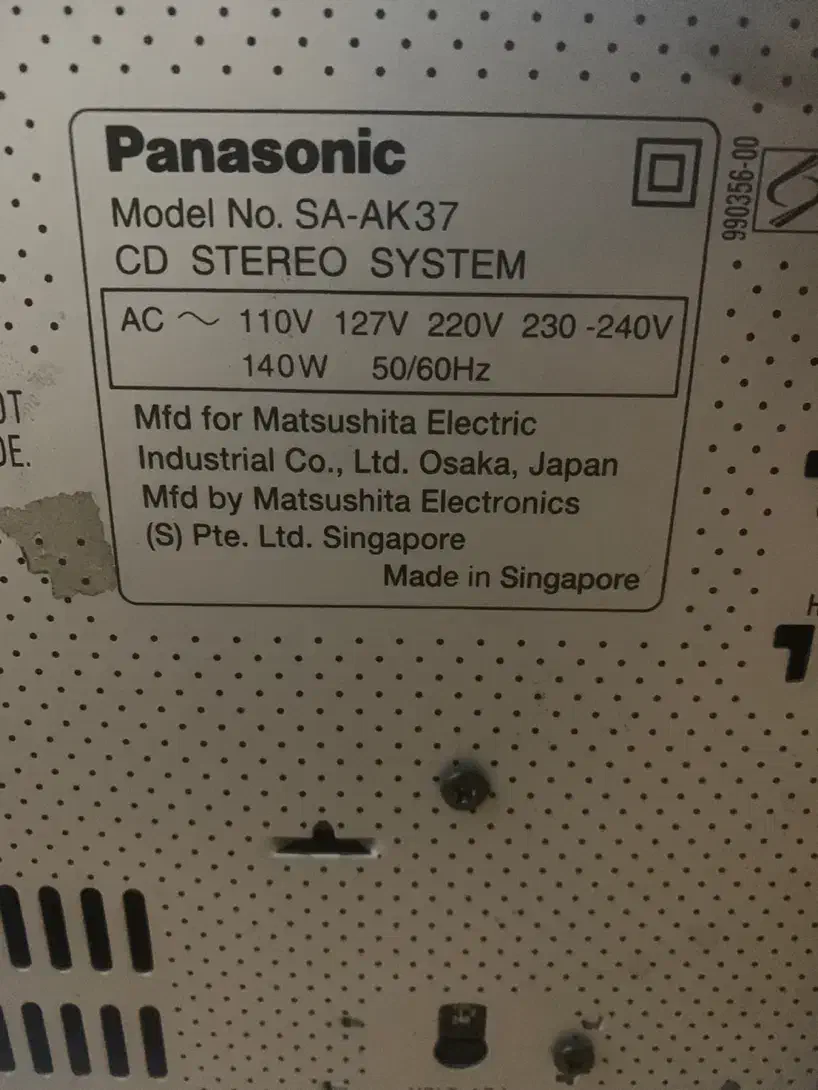 Panasonic
Model No. SA-AK37
CD STEREO SYSTEM
AC ～ 110V 127V 220V 230 -240V
140W 50/60Hz
Mfd for Matsushita Electric
Industrial Co., Ltd. Osaka, Japan
Mfd by Matsushita Electronics
(S) Pte. Ltd. Singapore
Made in Singapore
990356-00